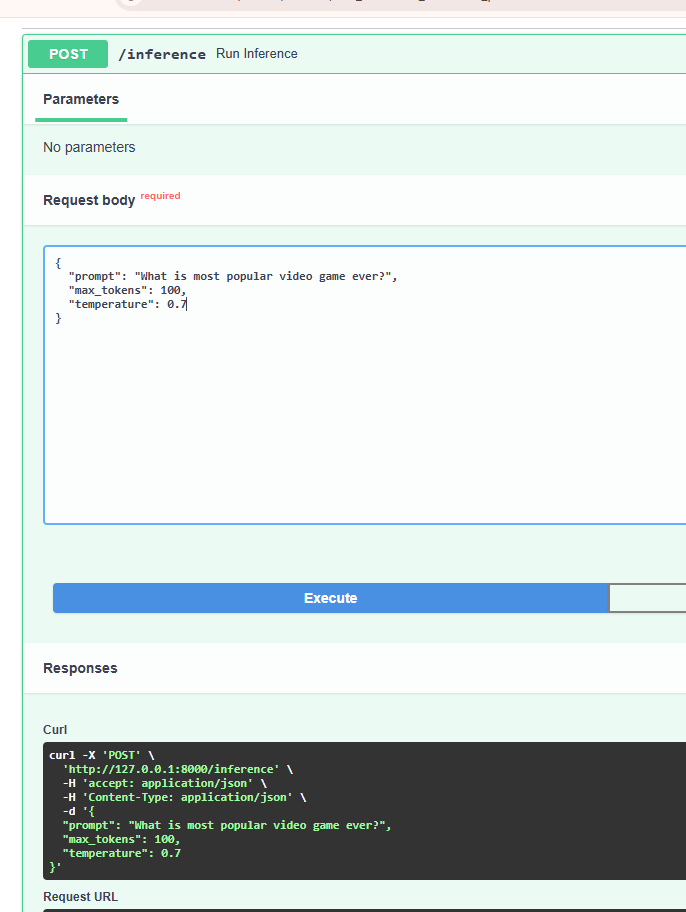 POST /inference Run Inference
Parameters
No parameters
Request body required
{
  "prompt": "What is most popular video game ever?",
  "max_tokens": 100,
  "temperature": 0.7
}
Execute
Responses
Curl
curl -X 'POST' \
  'http://127.0.0.1:8000/inference' \
  -H 'accept: application/json' \
  -H 'Content-Type: application/json' \
  -d '{
  "prompt": "What is most popular video game ever?",
  "max_tokens": 100,
  "temperature": 0.7
}'
Request URL